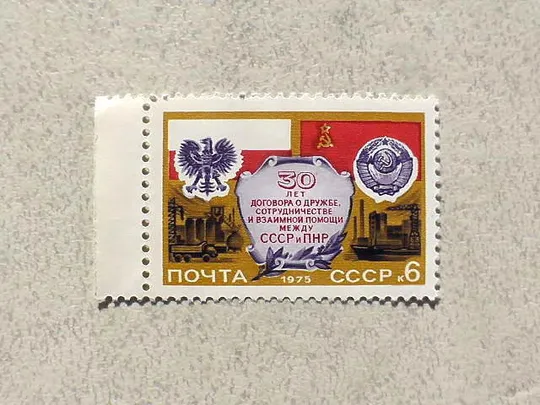 30
ЛЕТ
ДОГОВОРА О ДРУЖБЕ,
СОТРУДНИЧЕСТВЕ
И ВЗАИМНОЙ ПОМОЩИ
МЕЖДУ
СССР и ПНР
ПОЧТА 1975 СССР к6